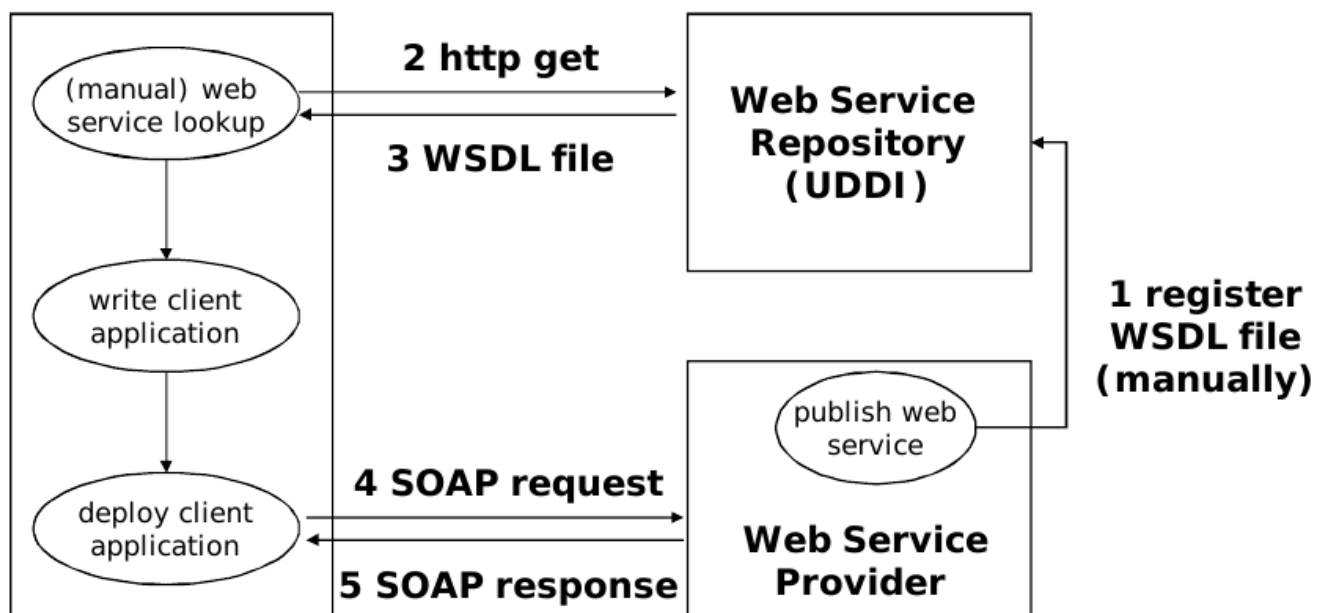 (manual) web
service lookup
2 http get
3 WSDL file
Web Service
Repository
(UDDI)
write client
application
1 register
WSDL file
(manually)
publish web
service
deploy client
application
4 SOAP request
5 SOAP response
Web Service
Provider